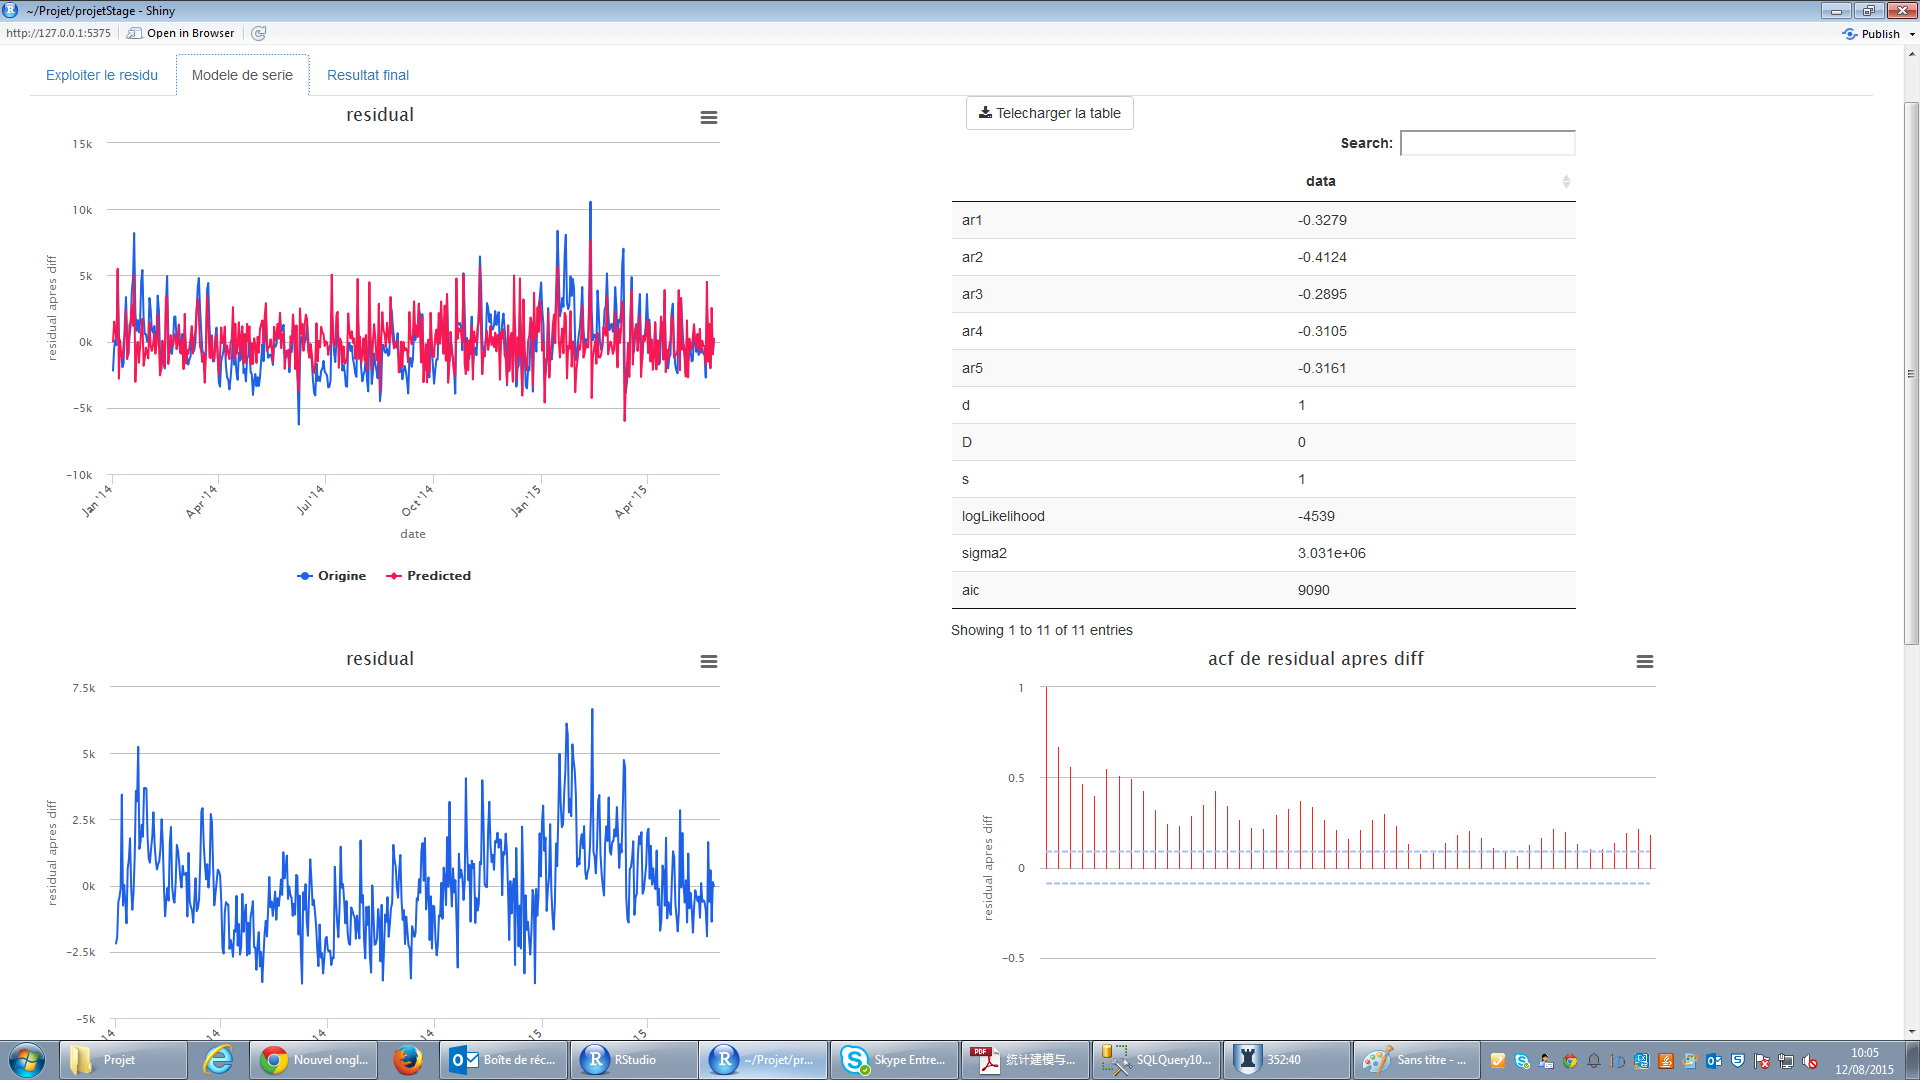 ~/Projet/projetStage - Shiny
http://127.0.0.1:5375 Open in Browser Publish
Exploiter le residu Modele de serie Resultat final
residual
15k
10k
5k
0k
-5k
-10k
residual apres diff
Jan '14 Apr '14 Jul '14 Oct '14 Jan '15 Apr '15
date
Origine Predicted
Telecharger la table
Search:
data
ar1 -0.3279
ar2 -0.4124
ar3 -0.2895
ar4 -0.3105
ar5 -0.3161
d 1
D 0
s 1
logLikelihood -4539
sigma2 3.031e+06
aic 9090
Showing 1 to 11 of 11 entries
residual
7.5k
5k
2.5k
0k
-2.5k
-5k
residual apres diff
acf de residual apres diff
1
0.5
0
-0.5
residual apres diff
Projet
Nouvel ongl...
Boîte de réc...
RStudio
~/Projet/pr...
Skype Entre...
统计建模与...
SQLQuery10...
352:40
Sans titre - ...
10:05
12/08/2015